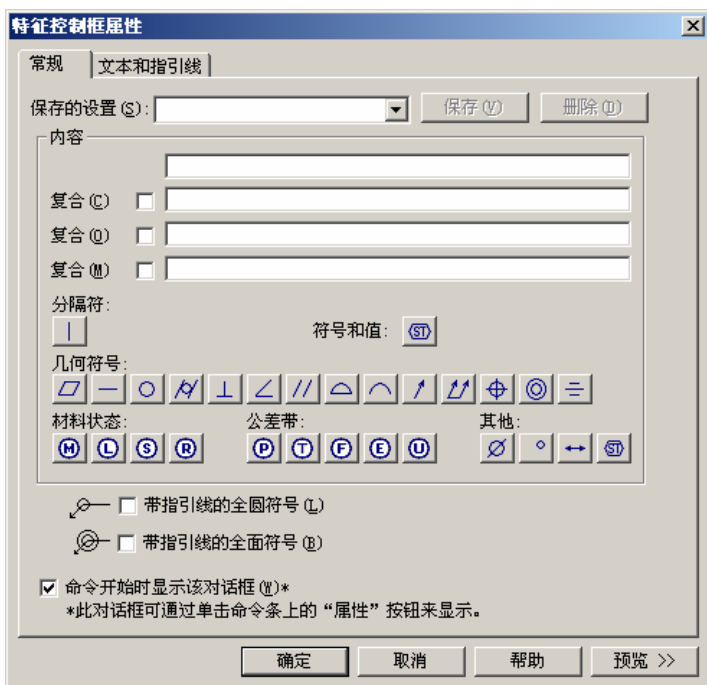 特征控制框属性
常规
文本和指引线
保存的设置(S):
保存(V)
删除(D)
内容
复合(C)
复合(O)
复合(M)
分隔符:
符号和值:
ST
几何符号:
材料状态:
公差带:
其他:
M L S R
P T F E U
ST
带指引线的全圆符号(L)
带指引线的全面符号(B)
命令开始时显示该对话框(W)*
*此对话框可通过单击命令条上的“属性”按钮来显示。
确定
取消
帮助
预览 >>